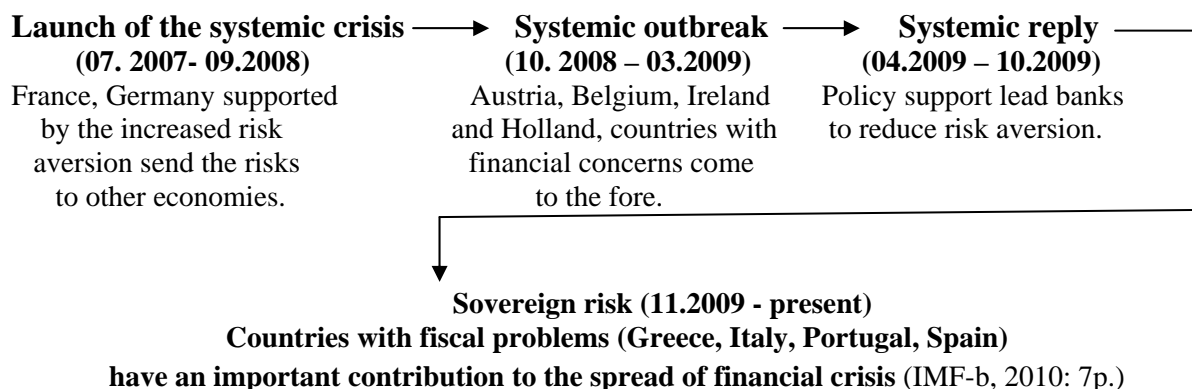 Launch of the systemic crisis
(07. 2007- 09.2008)
France, Germany supported
by the increased risk
aversion send the risks
to other economies.
Systemic outbreak
(10. 2008 – 03.2009)
Austria, Belgium, Ireland
and Holland, countries with
financial concerns come
to the fore.
Systemic reply
(04.2009 – 10.2009)
Policy support lead banks
to reduce risk aversion.
Sovereign risk (11.2009 - present)
Countries with fiscal problems (Greece, Italy, Portugal, Spain)
have an important contribution to the spread of financial crisis (IMF-b, 2010: 7p.)